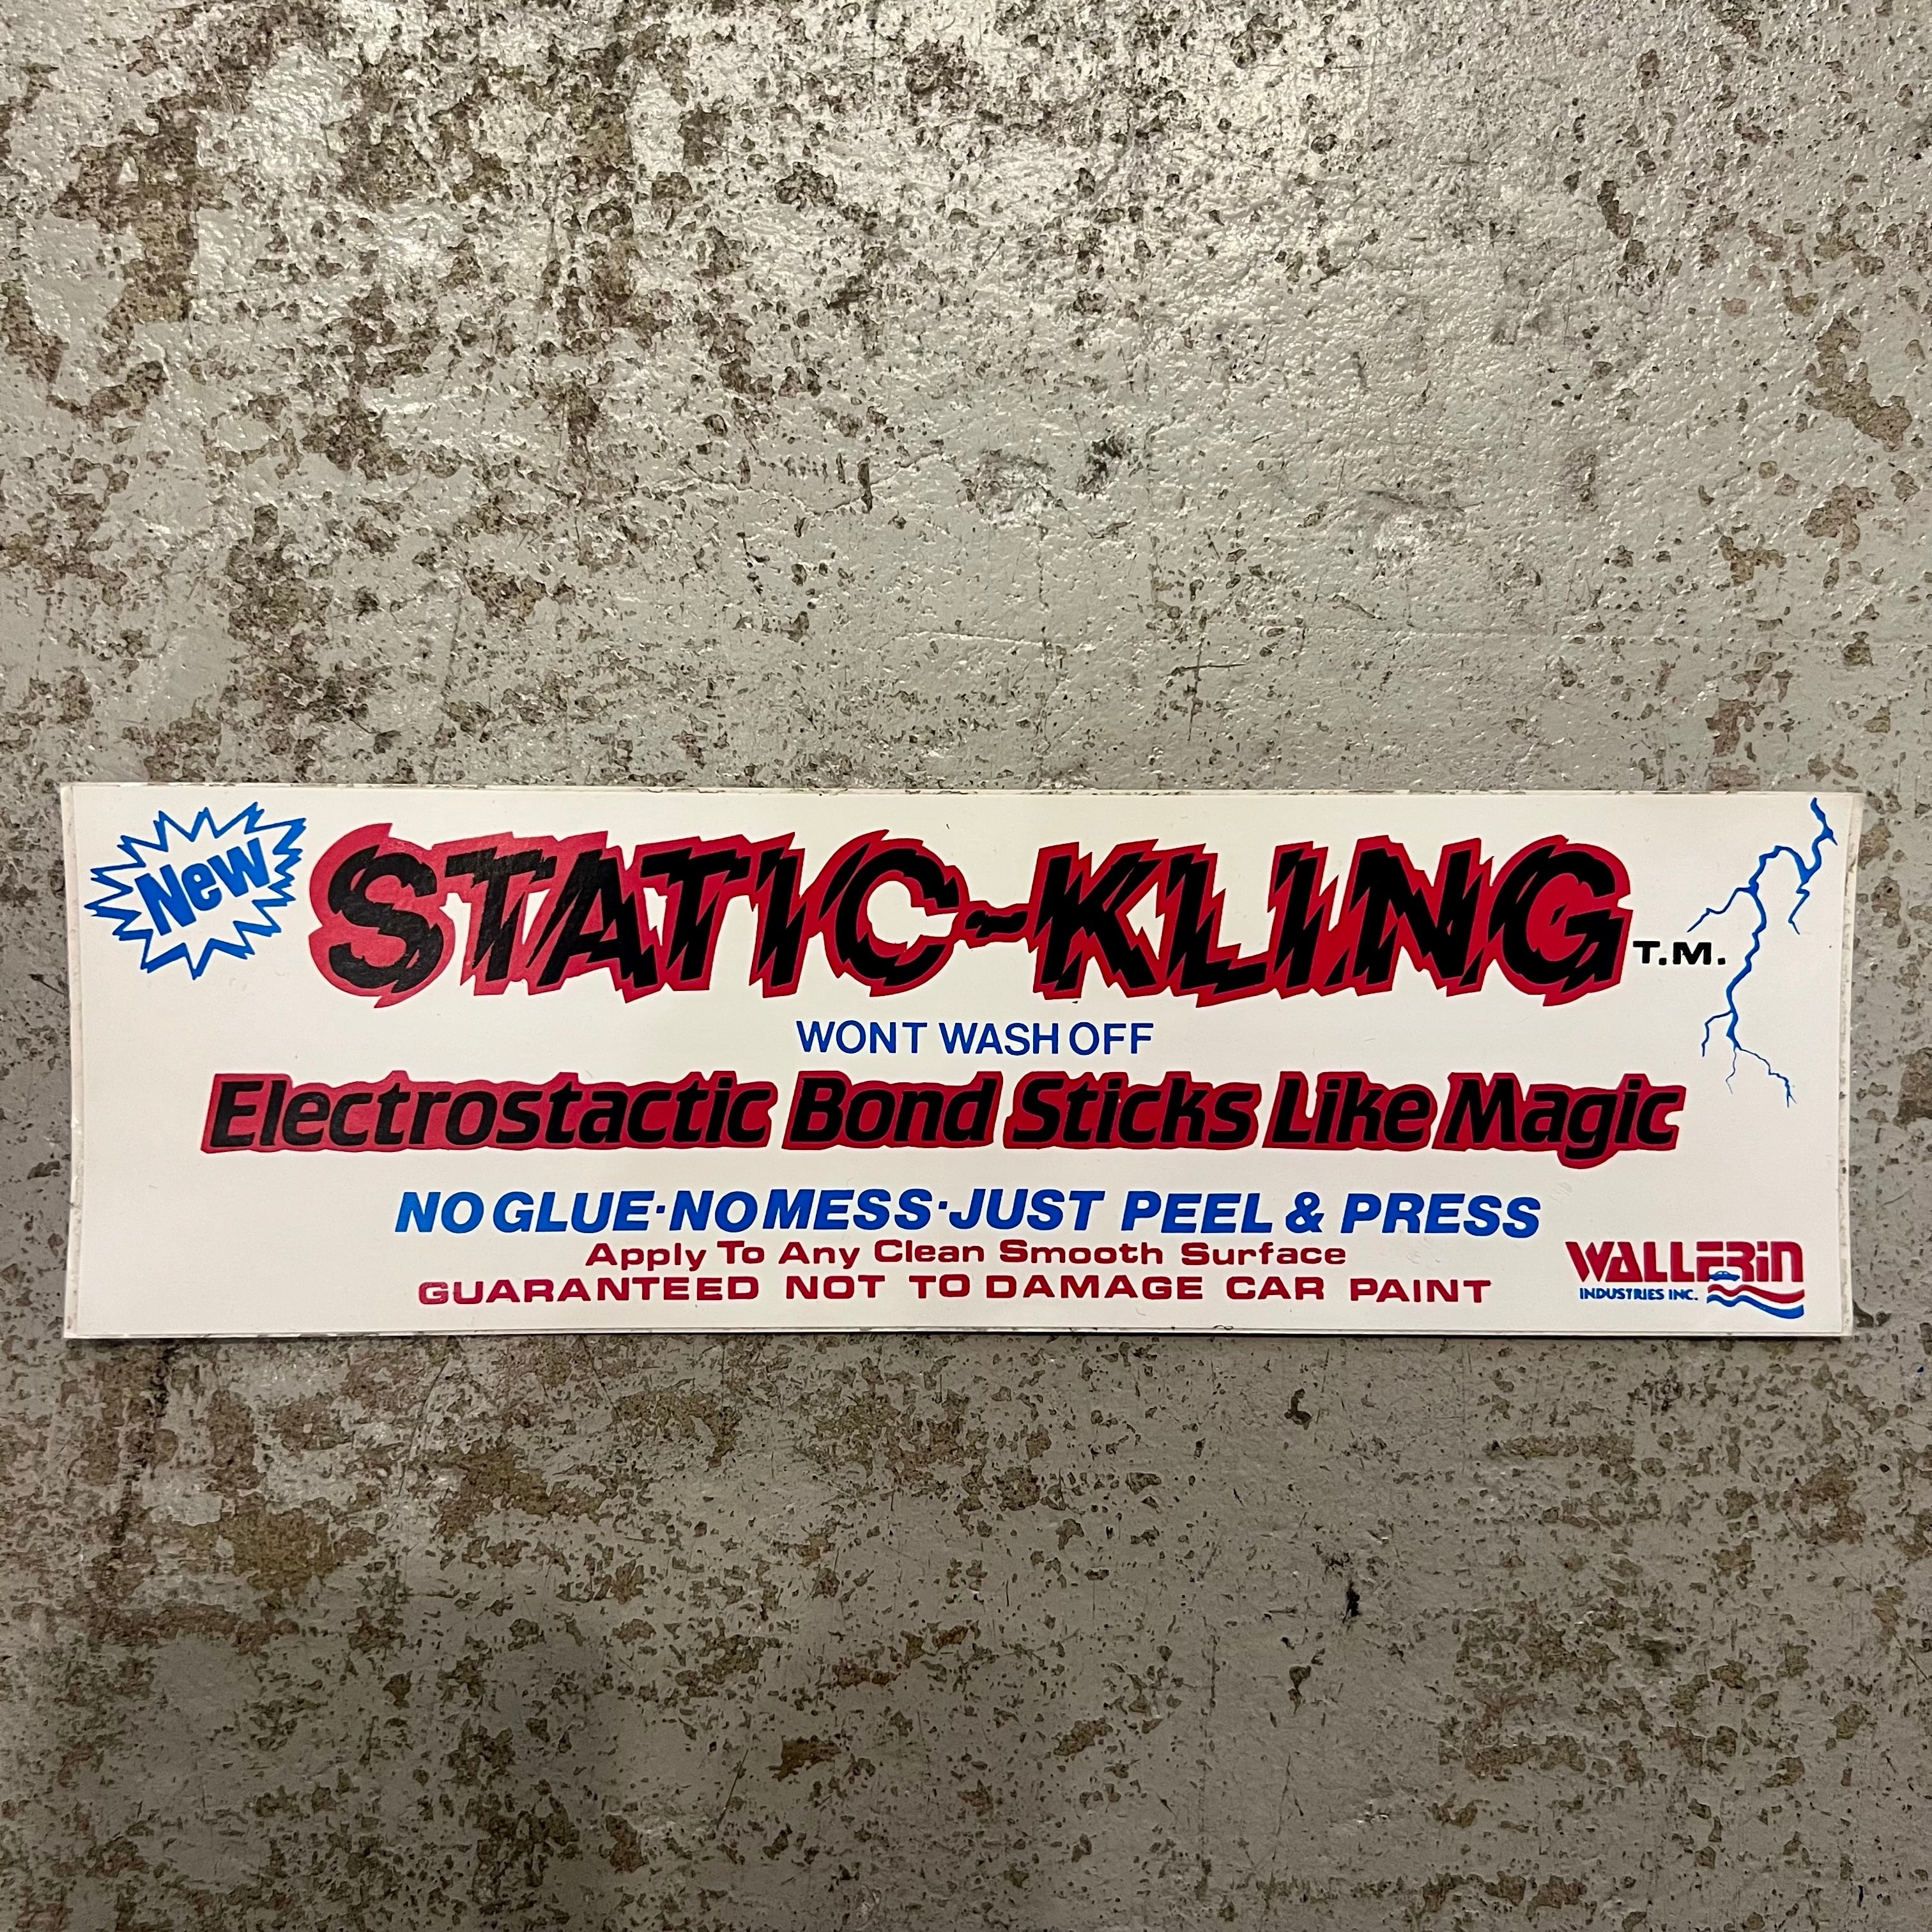 New
STATIC-KLING T.M.
WONT WASH OFF
Electrostactic Bond Sticks Like Magic
NO GLUE·NO MESS·JUST PEEL & PRESS
Apply To Any Clean Smooth Surface
GUARANTEED NOT TO DAMAGE CAR PAINT
WALLERIN
INDUSTRIES INC.